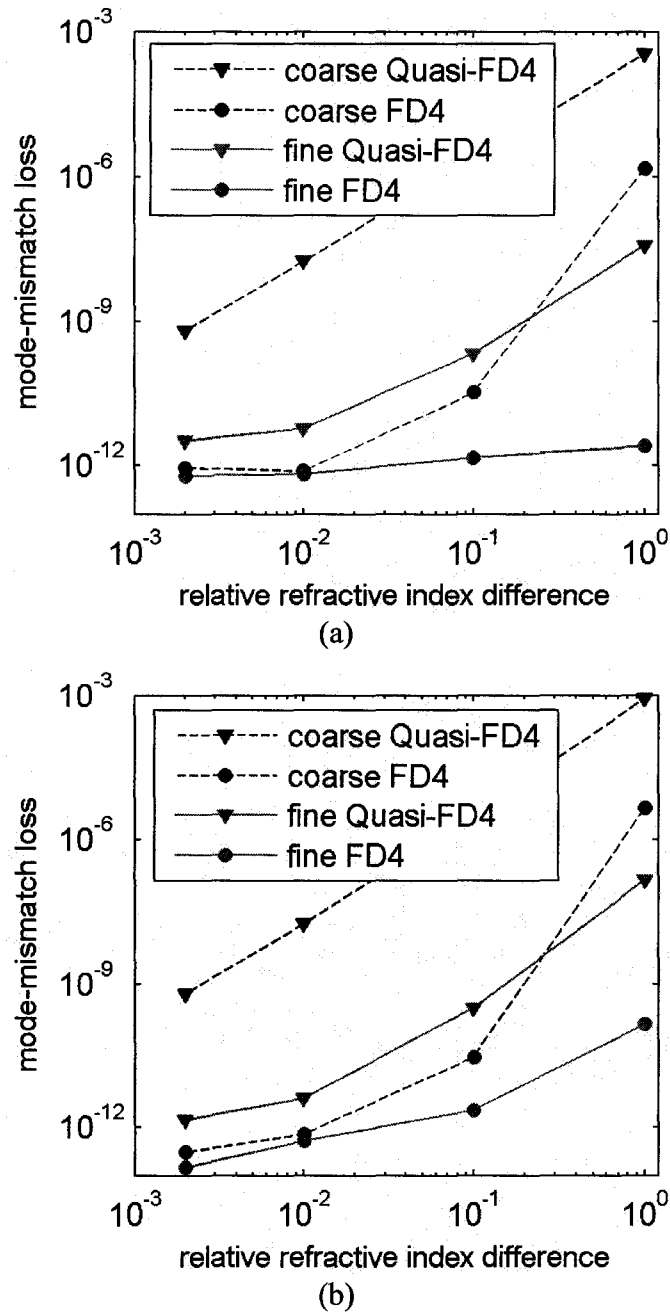 10^-3
coarse Quasi-FD4
coarse FD4
fine Quasi-FD4
fine FD4
10^-6
10^-9
10^-12
mode-mismatch loss
10^-3 10^-2 10^-1 10^0
relative refractive index difference
(a)
10^-3
coarse Quasi-FD4
coarse FD4
fine Quasi-FD4
fine FD4
10^-6
10^-9
10^-12
mode-mismatch loss
10^-3 10^-2 10^-1 10^0
relative refractive index difference
(b)